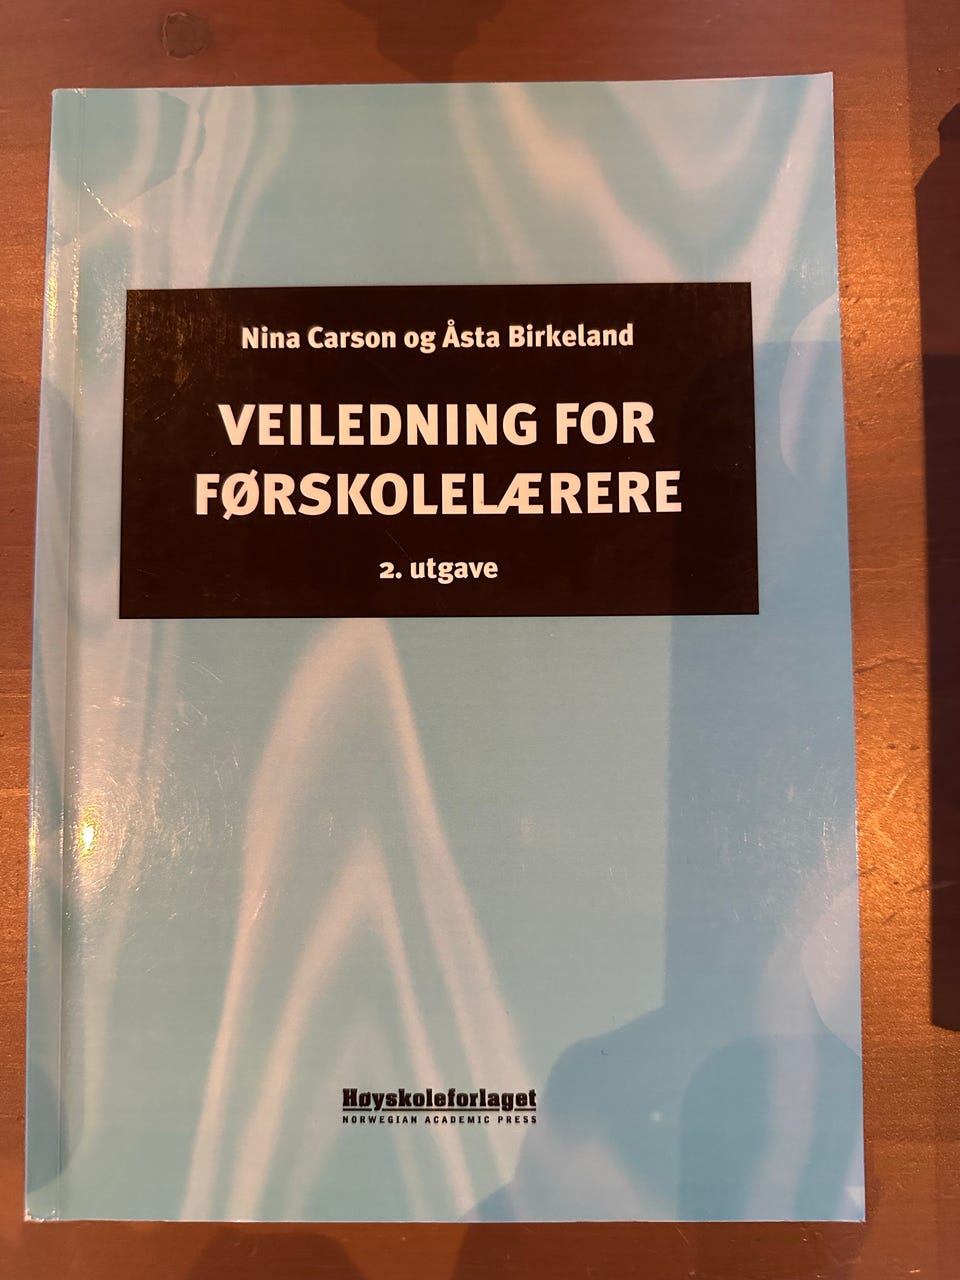 Nina Carson og Åsta Birkeland
VEILEDNING FOR
FØRSKOLELÆRERE
2. utgave
Høyskoleforlaget
NORWEGIAN ACADEMIC PRESS